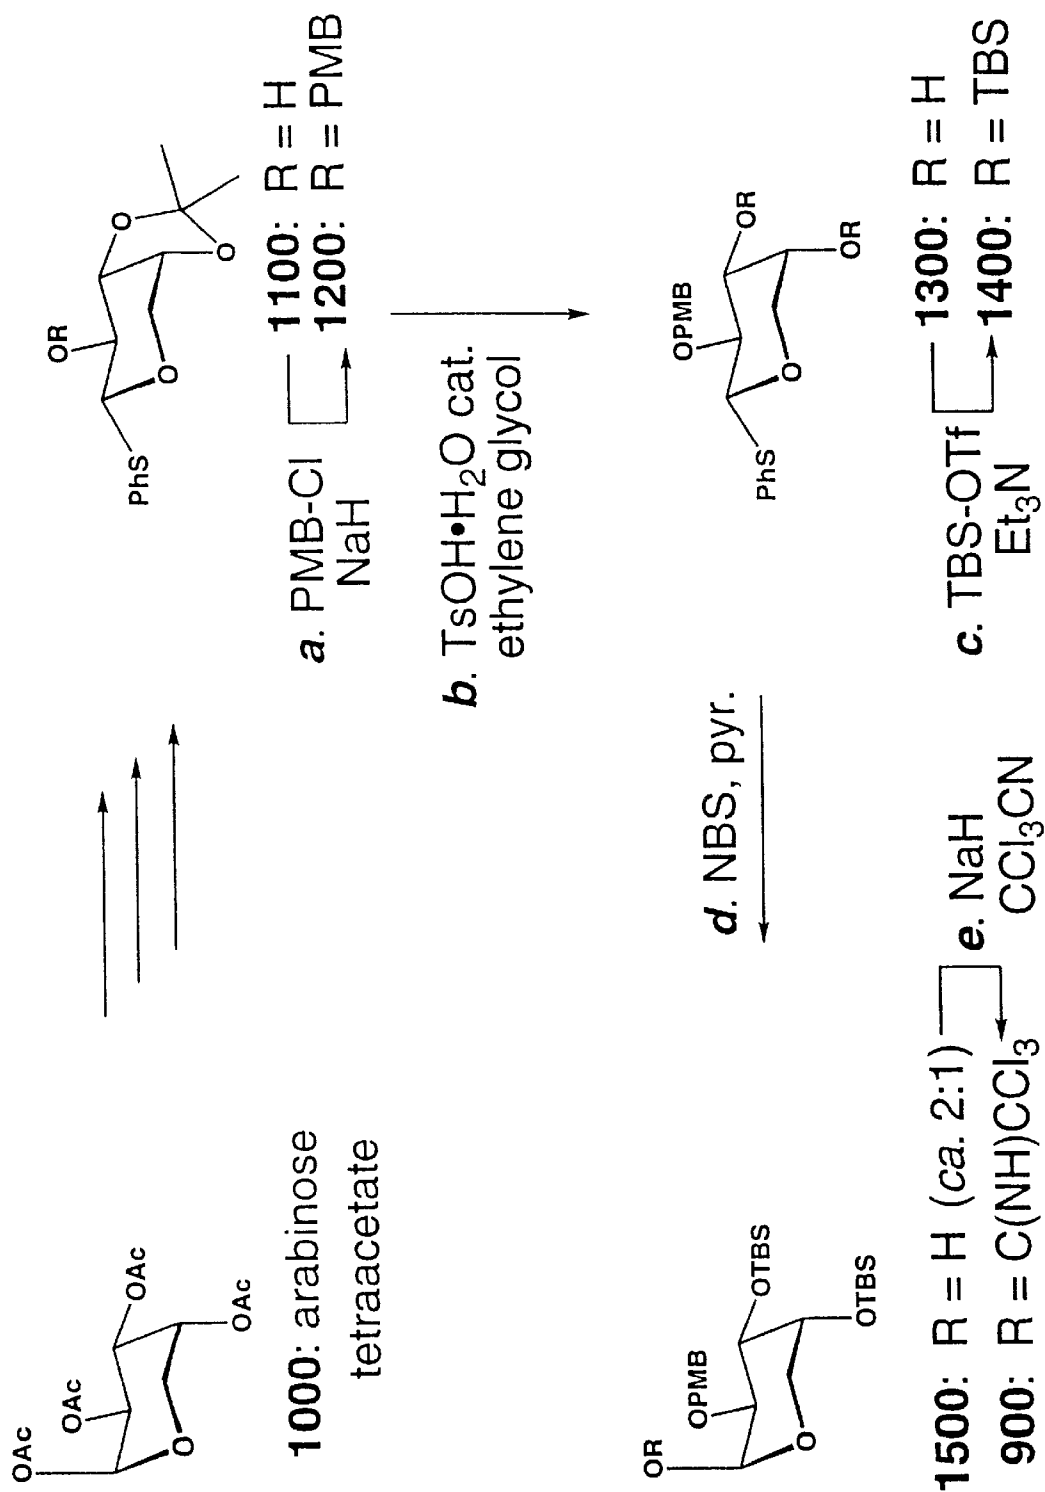 OAc
OAc
OAc
OAc
O
1000: arabinose
tetraacetate
OR
PhS
O
O
O
1100: R = H
1200: R = PMB
a. PMB-Cl
NaH
b. TsOH•H2O cat.
ethylene glycol
OPMB
PhS
O
OR
OR
1300: R = H
1400: R = TBS
c. TBS-OTf
Et3N
d. NBS, pyr.
OR
OPMB
O
OTBS
OTBS
1500: R = H (ca. 2:1)
900: R = C(NH)CCl3
e. NaH
CCl3CN